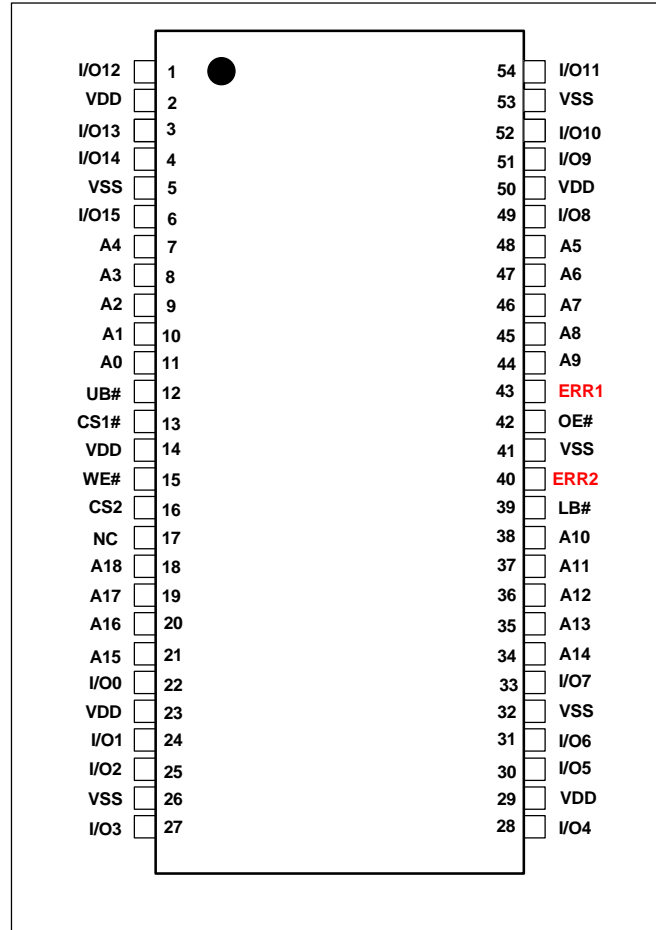 I/O12 1 54 I/O11
VDD 2 53 VSS
I/O13 3 52 I/O10
I/O14 4 51 I/O9
VSS 5 50 VDD
I/O15 6 49 I/O8
A4 7 48 A5
A3 8 47 A6
A2 9 46 A7
A1 10 45 A8
A0 11 44 A9
UB# 12 43 ERR1
CS1# 13 42 OE#
VDD 14 41 VSS
WE# 15 40 ERR2
CS2 16 39 LB#
NC 17 38 A10
A18 18 37 A11
A17 19 36 A12
A16 20 35 A13
A15 21 34 A14
I/O0 22 33 I/O7
VDD 23 32 VSS
I/O1 24 31 I/O6
I/O2 25 30 I/O5
VSS 26 29 VDD
I/O3 27 28 I/O4